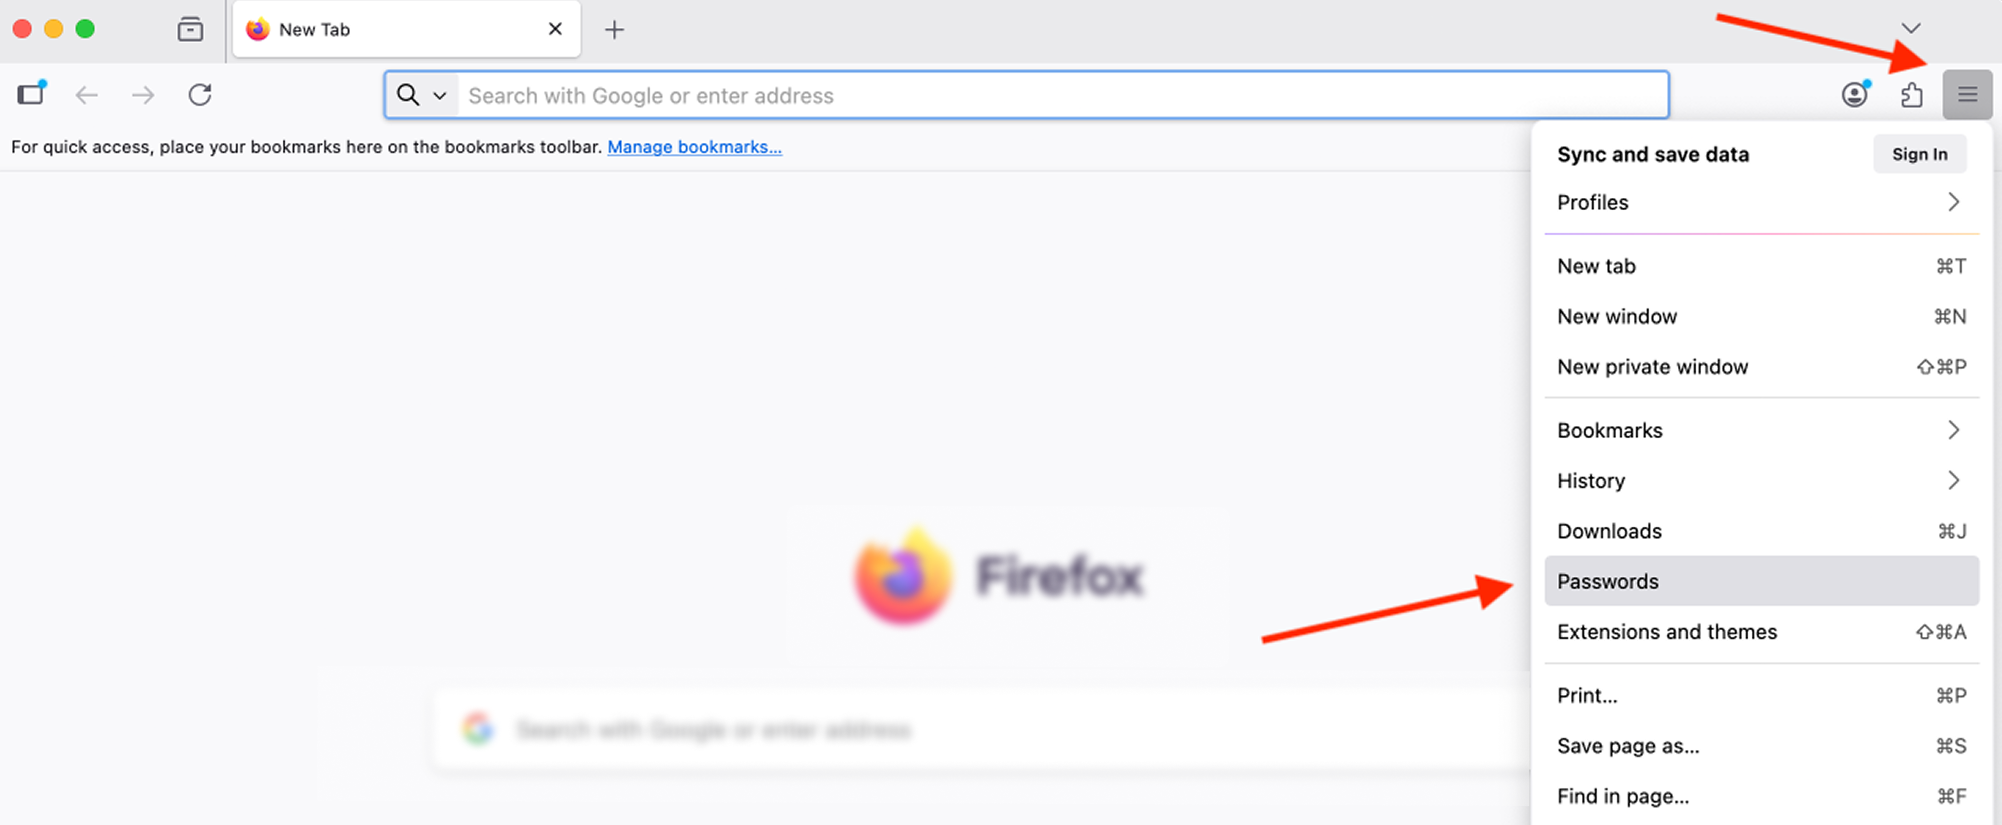 New Tab
Search with Google or enter address
For quick access, place your bookmarks here on the bookmarks toolbar. Manage bookmarks...
Sync and save data Sign In
Profiles
New tab ⌘T
New window ⌘N
New private window ⇧⌘P
Bookmarks
History
Downloads ⌘J
Passwords
Extensions and themes ⇧⌘A
Print... ⌘P
Save page as... ⌘S
Find in page... ⌘F
Firefox
Search with Google or enter address